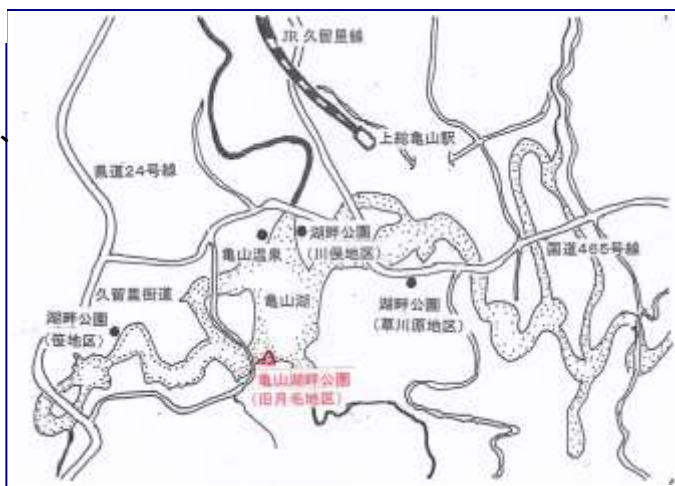 JR 久留里線
上総亀山駅
県道24号線
湖畔公園
(川俣地区)
亀山温泉
国道465号線
久留里街道
亀山湖
湖畔公園
(草川原地区)
湖畔公園
(笹地区)
亀山湖畔公園
(旧月毛地区)